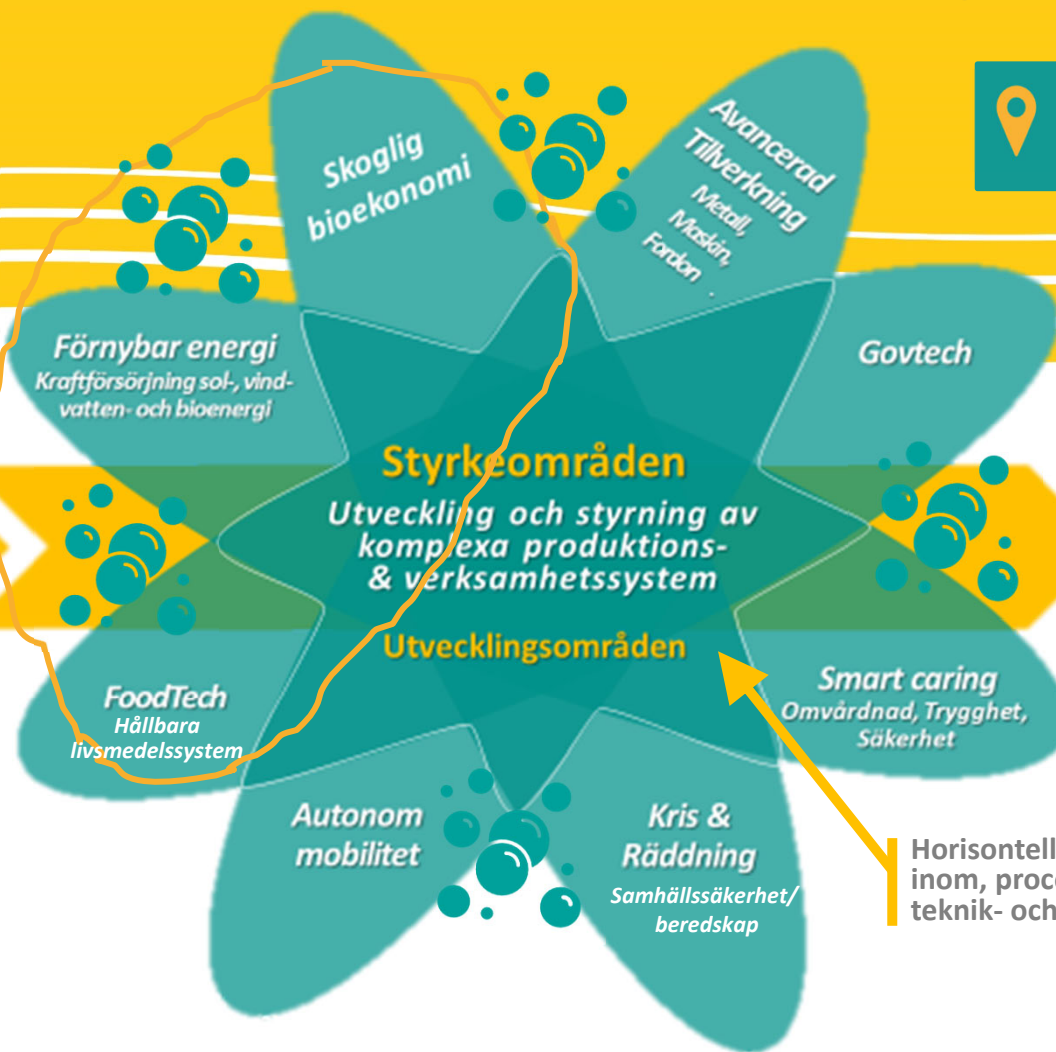 Skoglig
bioekonomi
Avancerad
Tillverkning
Metall,
Maskin,
Fordon
.
Förnybar energi
Kraftförsörjning sol-, vind-
vatten- och bioenergi
Govtech
Styrkeområden
Utveckling och styrning av
komplexa produktions-
& verksamhetssystem
Utvecklingsområden
FoodTech
Hållbara
livsmedelssystem
Smart caring
Omvårdnad, Trygghet,
Säkerhet
Autonom
mobilitet
Kris &
Räddning
Samhällssäkerhet/
beredskap
Horisontell
inom,
teknik- och